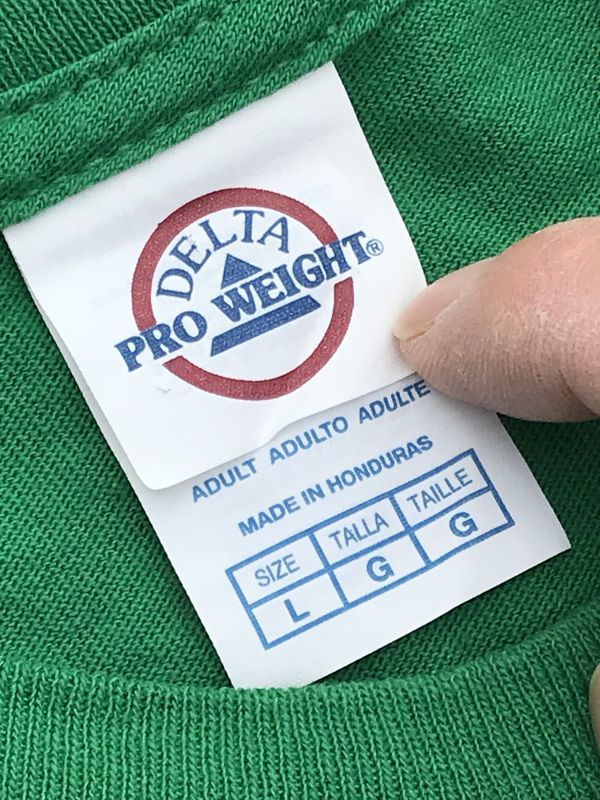 DELTA
PRO WEIGHT®
ADULT ADULTO ADULTE
MADE IN HONDURAS
SIZE TALLA TAILLE
L G G